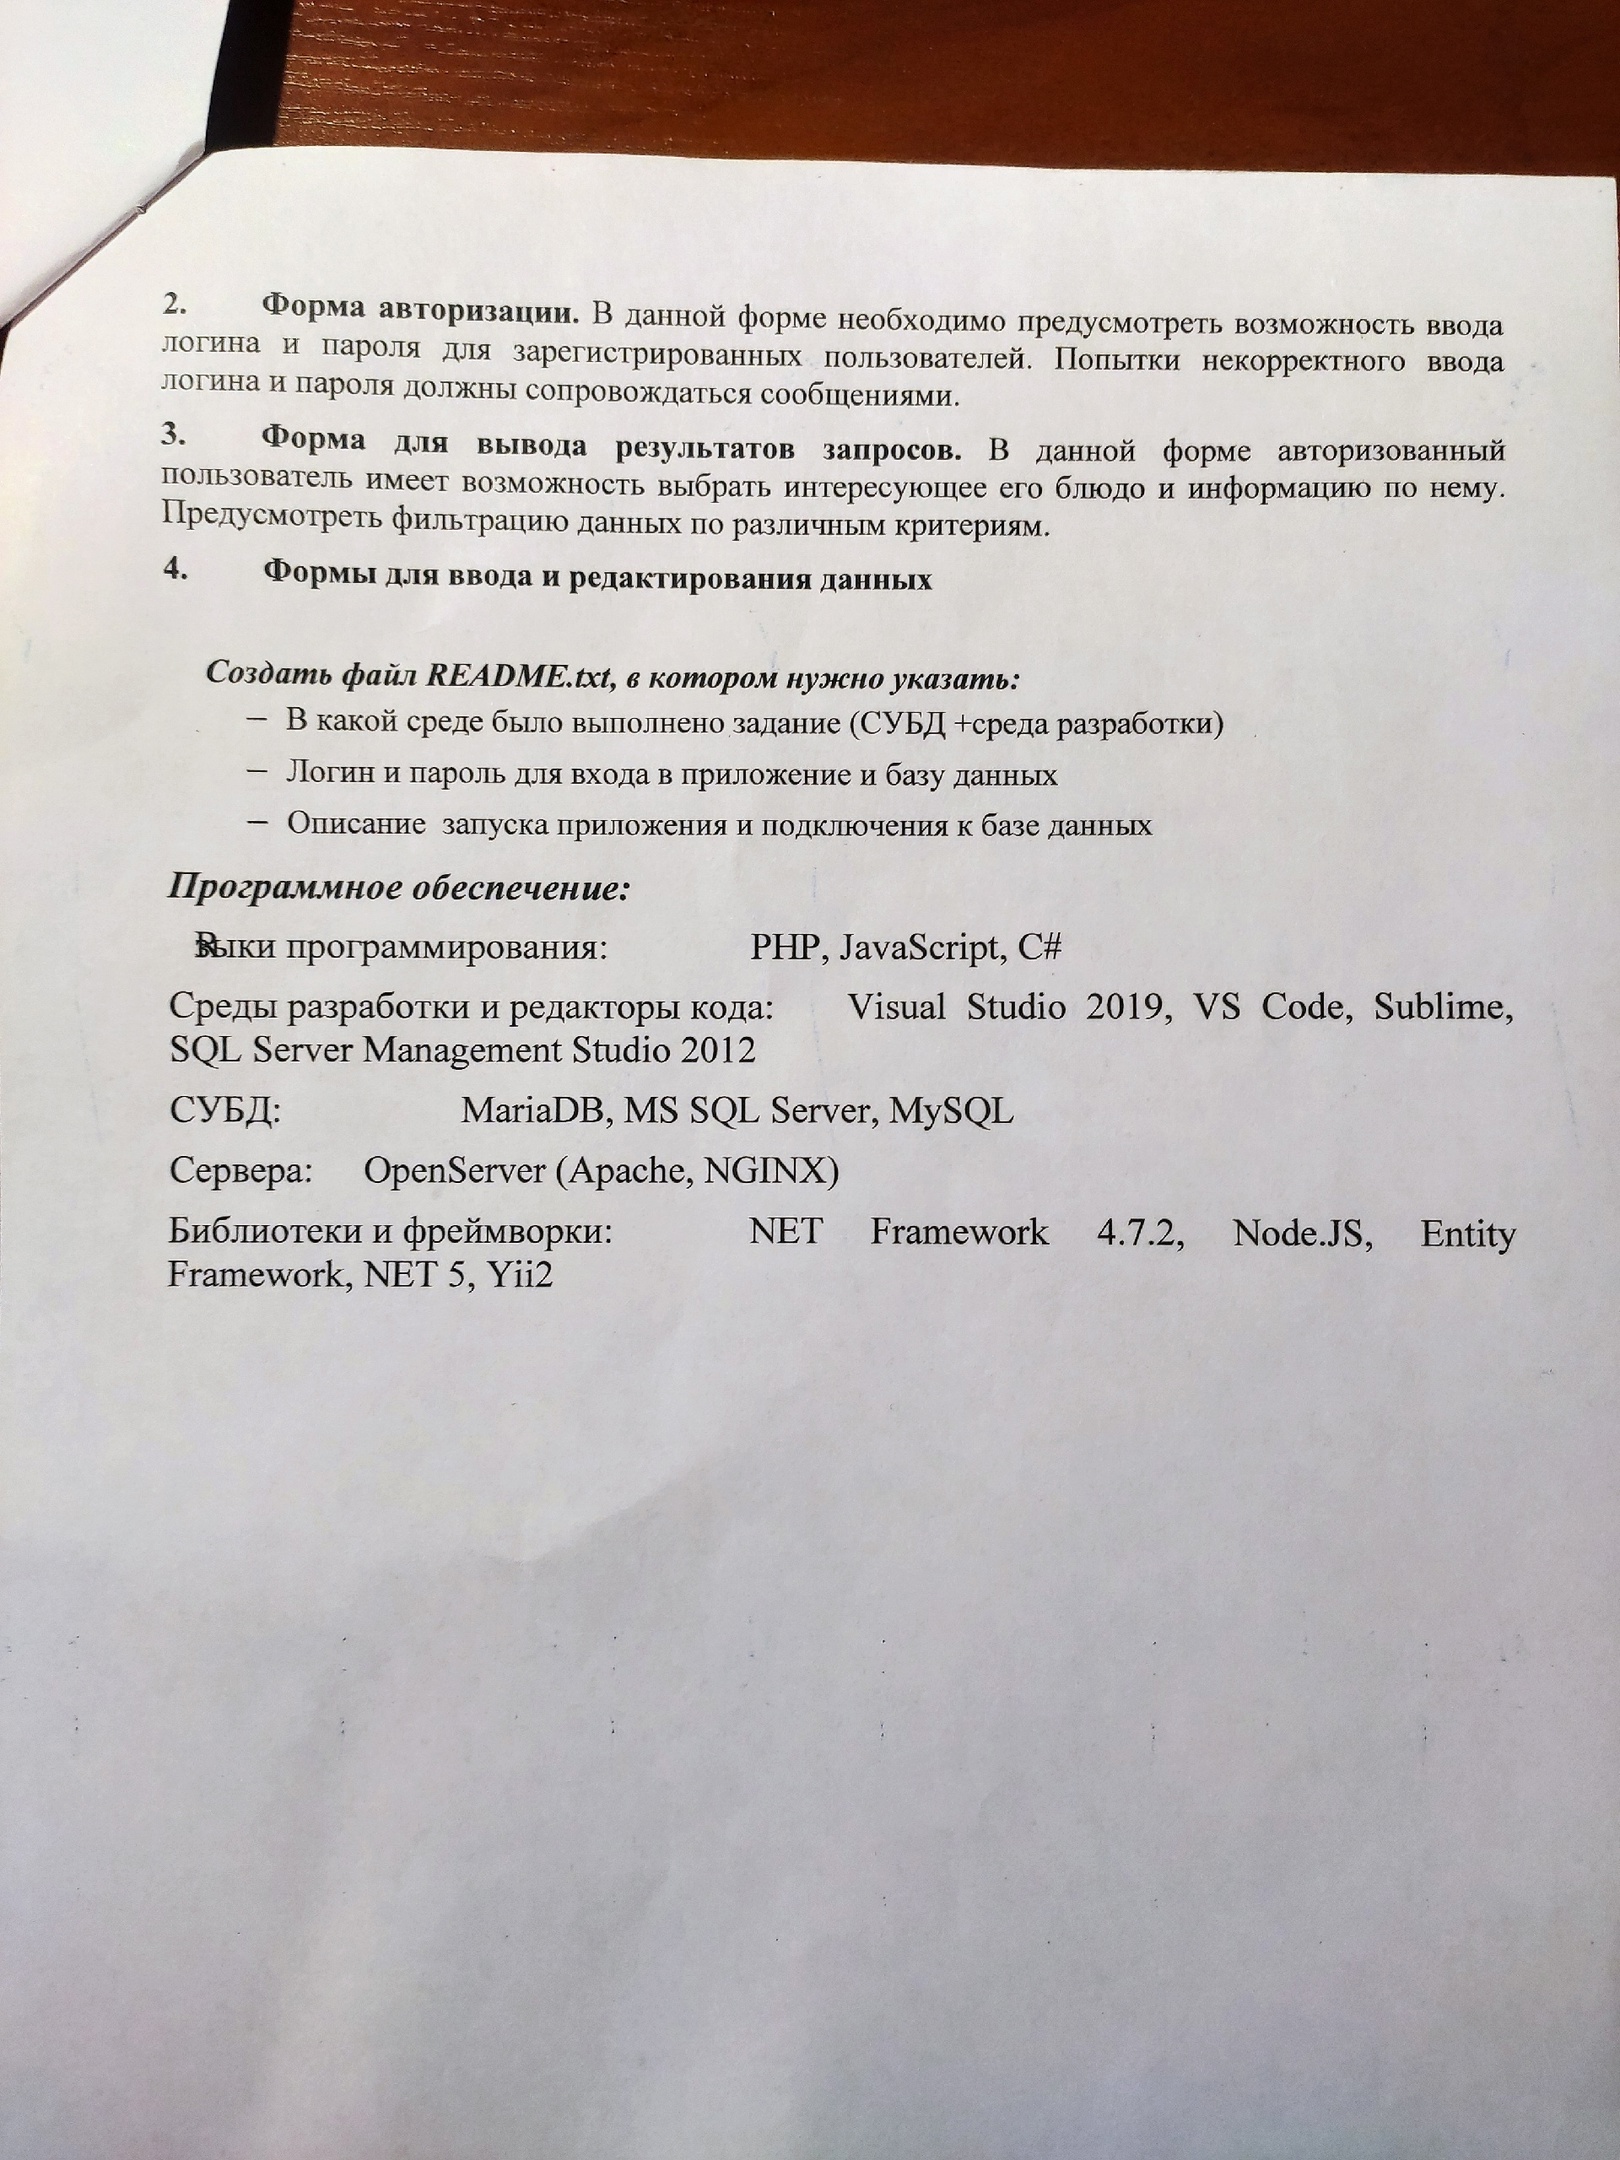 2. Форма авторизации. В данной форме необходимо предусмотреть возможность ввода
логина и пароля для зарегистрированных пользователей. Попытки некорректного ввода
логина и пароля должны сопровождаться сообщениями.
3. Форма для вывода результатов запросов. В данной форме авторизованный
пользователь имеет возможность выбрать интересующее его блюдо и информацию по нему.
Предусмотреть фильтрацию данных по различным критериям.
4. Формы для ввода и редактирования данных
Создать файл README.txt, в котором нужно указать:
– В какой среде было выполнено задание (СУБД +среда разработки)
– Логин и пароль для входа в приложение и базу данных
– Описание запуска приложения и подключения к базе данных
Программное обеспечение:
программирования: PHP, JavaScript, C#
Среды разработки и редакторы кода: Visual Studio 2019, VS Code, Sublime,
SQL Server Management Studio 2012
СУБД: MariaDB, MS SQL Server, MySQL
Сервера: OpenServer (Apache, NGINX)
Библиотеки и фреймворки: NET Framework 4.7.2, Node.JS, Entity
Framework, NET 5, Yii2